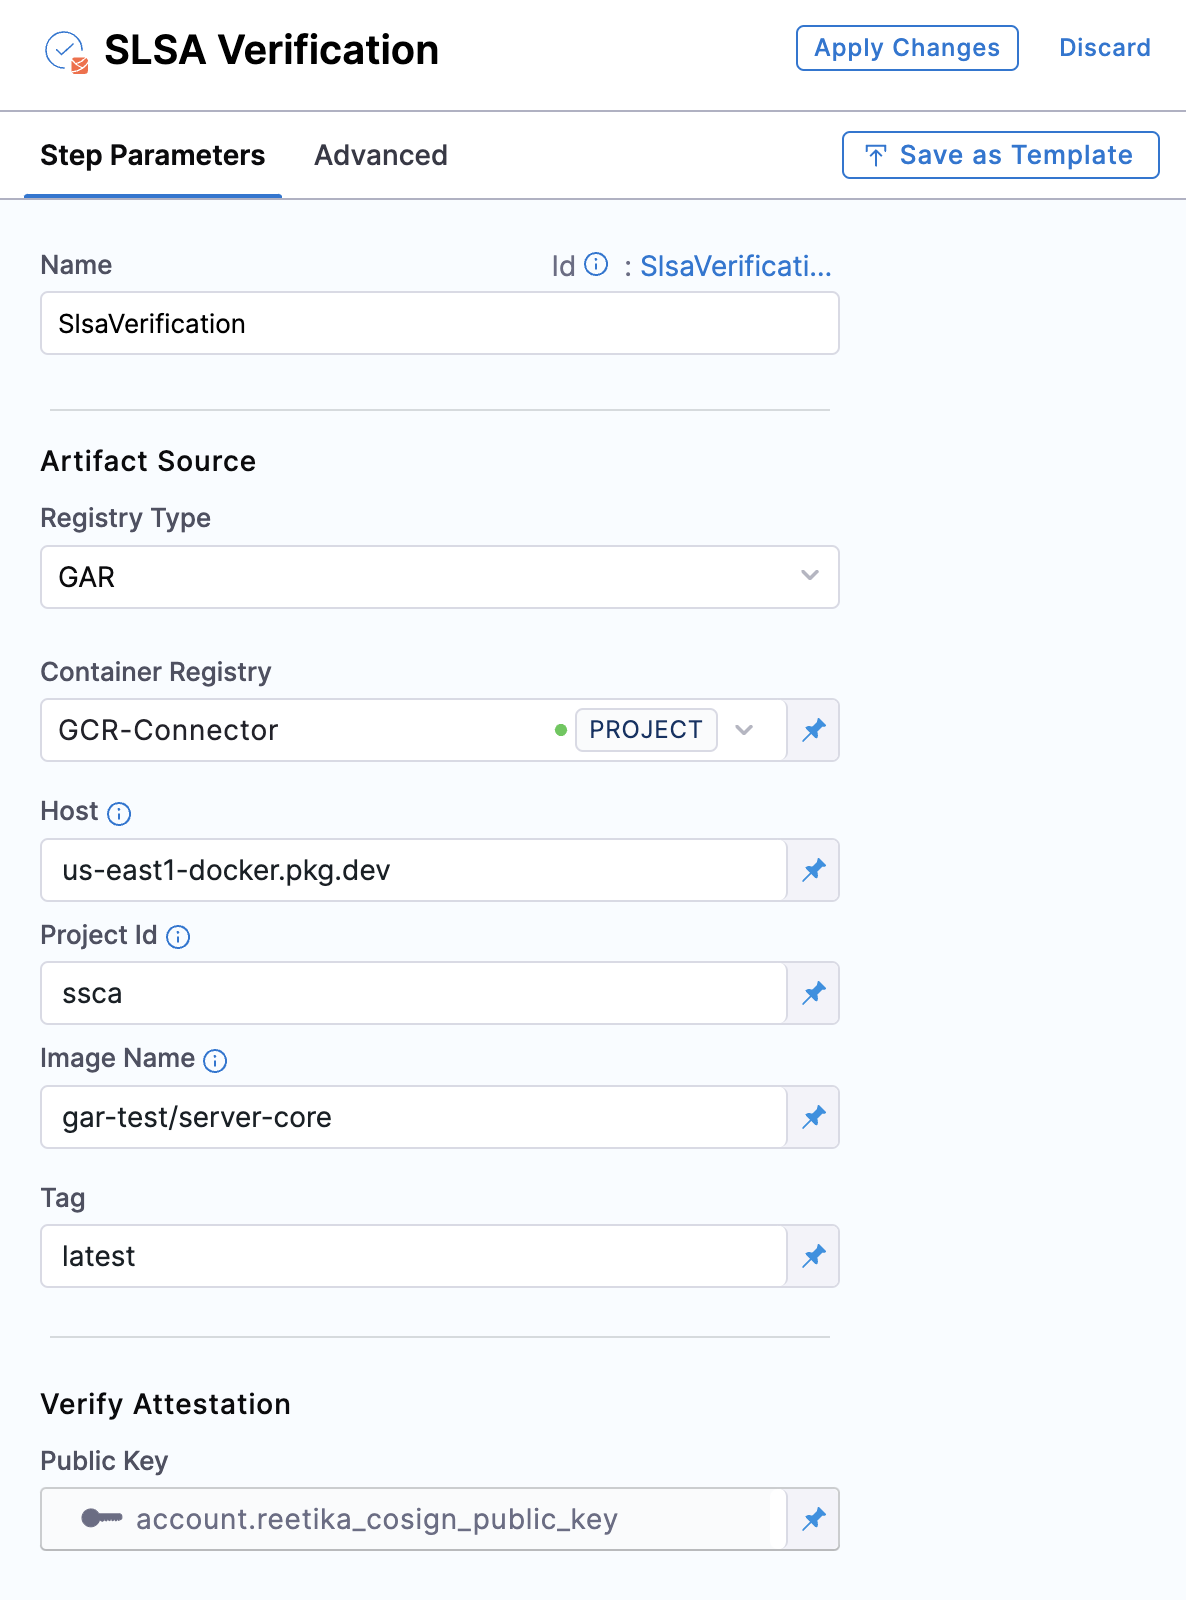 SLSA Verification
Apply Changes
Discard
Step Parameters
Advanced
Save as Template
Name
Id : SlsaVerificati...
SlsaVerification
Artifact Source
Registry Type
GAR
Container Registry
GCR-Connector
PROJECT
Host
us-east1-docker.pkg.dev
Project Id
ssca
Image Name
gar-test/server-core
Tag
latest
Verify Attestation
Public Key
account.reetika_cosign_public_key